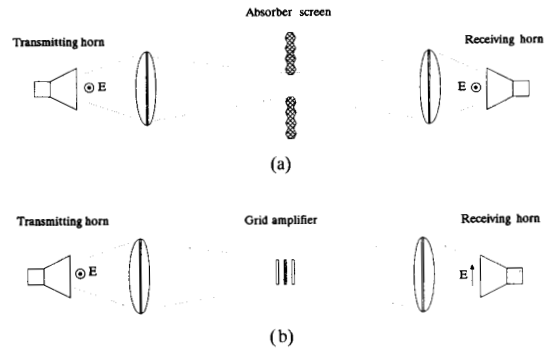 Absorber screen
Transmitting horn
Receiving horn
E
E
(a)
Transmitting horn
Grid amplifier
Receiving horn
E
E
(b)